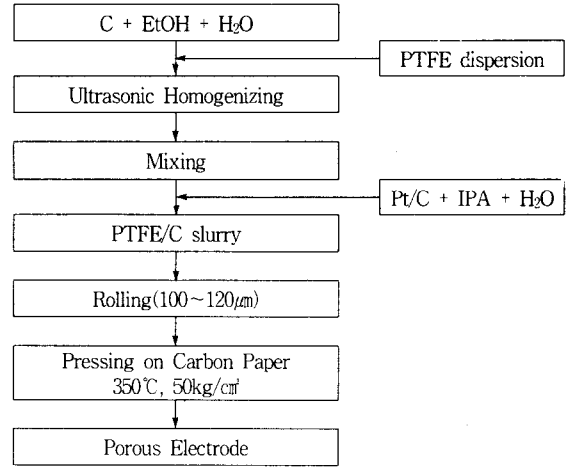 C + EtOH + H₂O
PTFE dispersion
Ultrasonic Homogenizing
Mixing
Pt/C + IPA + H₂O
PTFE/C slurry
Rolling(100~120㎛)
Pressing on Carbon Paper
350℃, 50kg/㎠
Porous Electrode